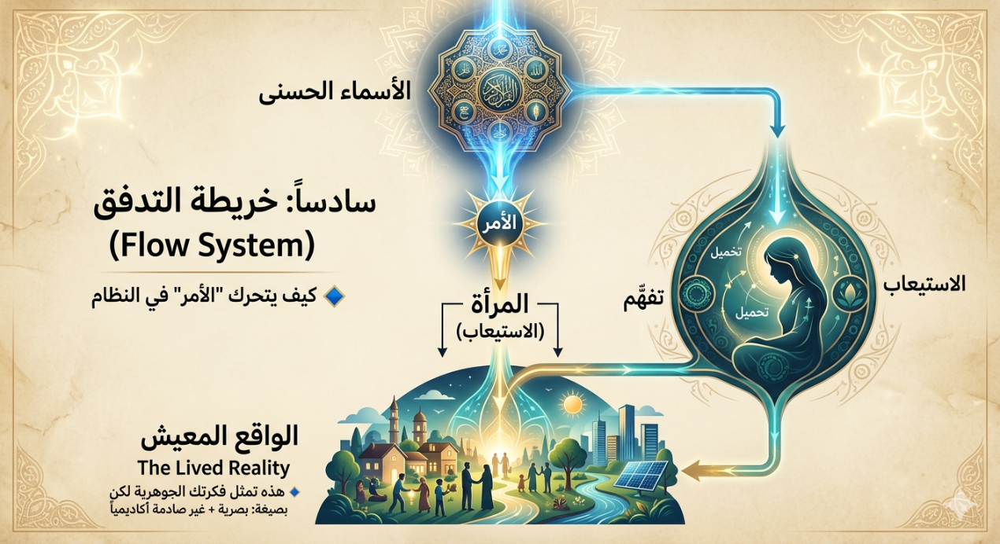 الأسماء الحسنى
سادساً: خريطة التدفق
(Flow System)
كيف يتحرك "الأمر" في النظام
الأمر
المرأة
(الاستيعاب)
تخميل
تحميل
تفهُّم
الاستيعاب
الواقع المعيش
The Lived Reality
هذه تمثل فكرتك الجوهرية لكن
بصيغة: بصرية + غير صادمة أكاديمياً